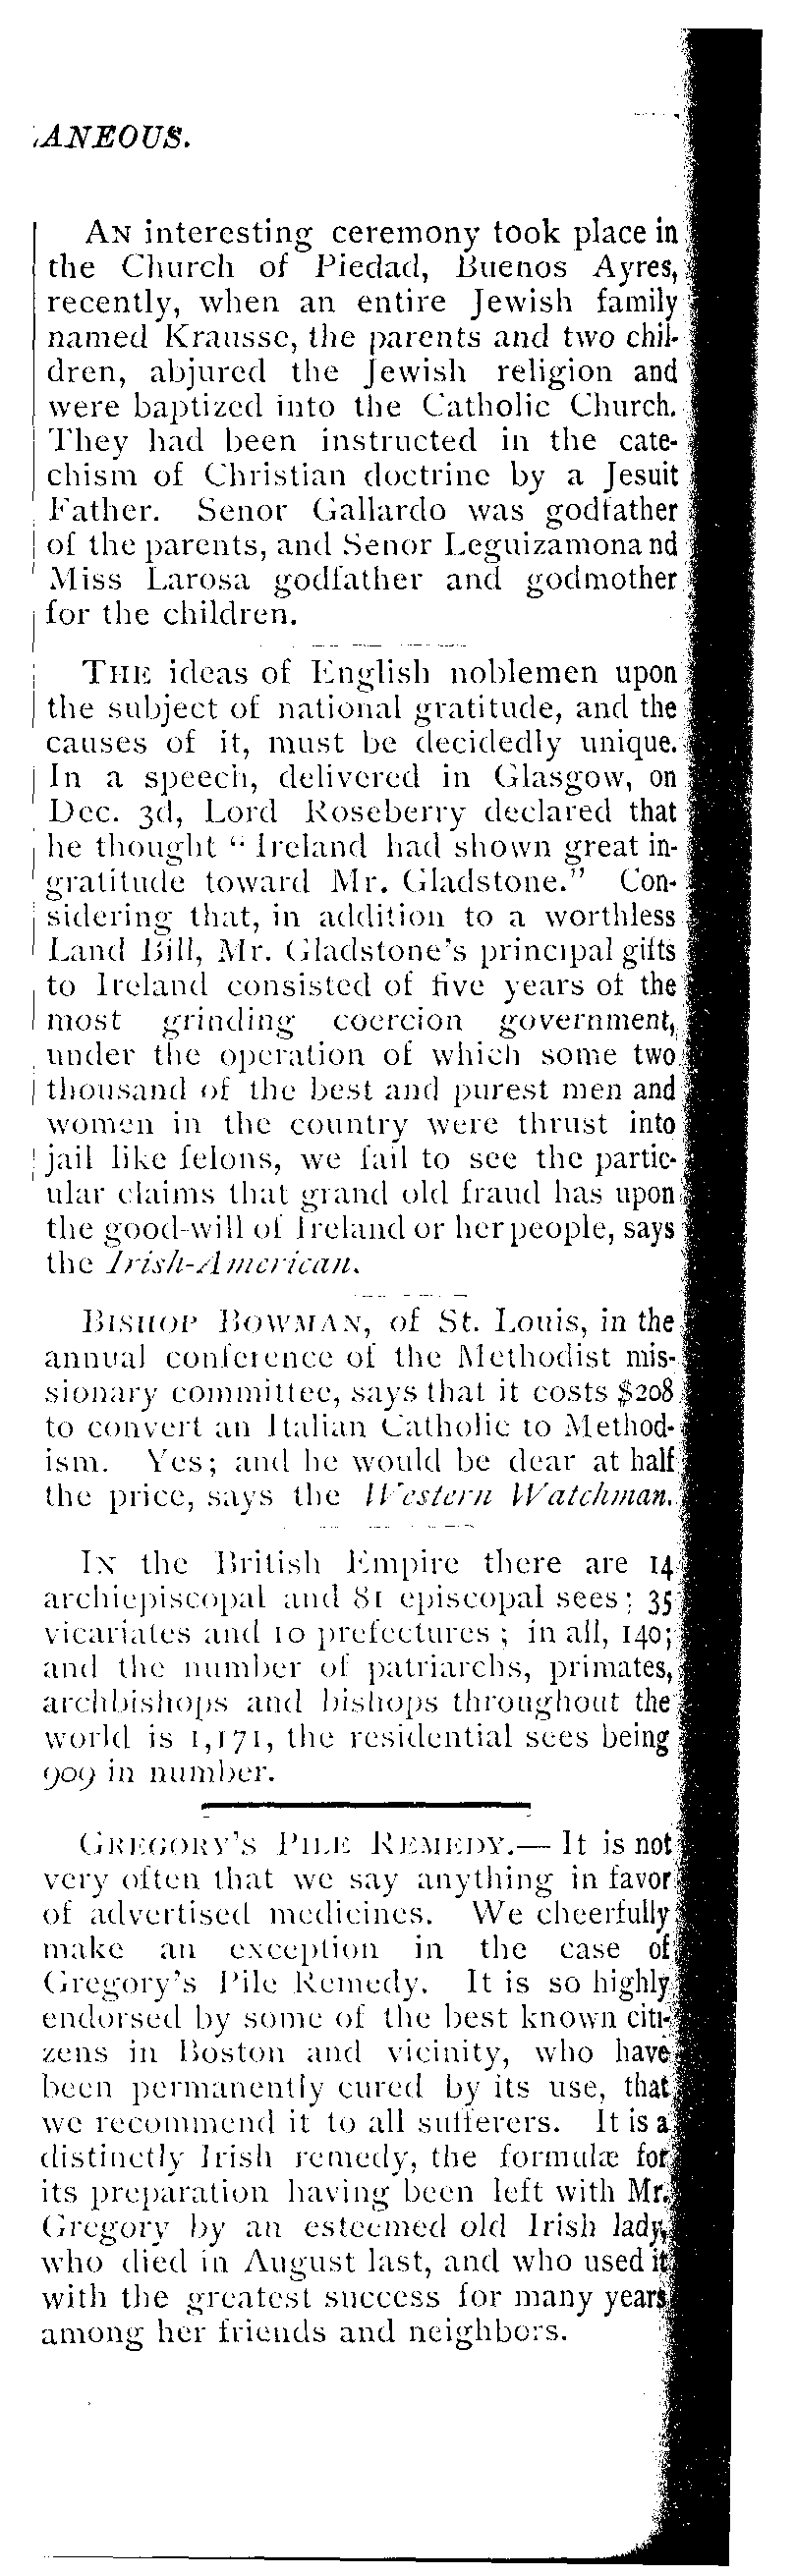 ANEOUS.
AN interesting ceremony took place in
the Church of Piedad, Buenos Ayres,
recently, when an entire Jewish family
named Krausse, the parents and two chil-
dren, abjured the Jewish religion and
were baptized into the Catholic Church.
They had been instructed in the cate-
chism of Christian doctrine by a Jesuit
Father. Senor Gallardo was godfather
of the parents, and Senor Leguizamona nd
Miss Larosa godfather and godmother
for the children.
THE ideas of English noblemen upon
the subject of national gratitude, and the
causes of it, must be decidedly unique.
In a speech, delivered in Glasgow, on
Dec. 3d, Lord Roseberry declared that
he thought "Ireland had shown great in-
gratitude toward Mr. Gladstone." Con-
sidering that, in addition to a worthless
Land Bill, Mr. Gladstone's principal gifts
to Ireland consisted of five years of the
most grinding coercion government,
under the operation of which some two
thousand of the best and purest men and
women in the country were thrust into
jail like felons, we fail to see the partic-
ular claims that grand old fraud has upon
the good-will of Ireland or her people, says
the Irish-American.
BISHOP BOWMAN, of St. Louis, in the
annual conference of the Methodist mis-
sionary committee, says that it costs $208
to convert an Italian Catholic to Method-
ism. Yes; and he would be dear at half
the price, says the Western Watchman.
IN the British Empire there are 14
archiepiscopal and 81 episcopal sees; 35
vicariates and 10 prefectures; in all, 140;
and the number of patriarchs, primates,
archbishops and bishops throughout the
world is 1,171, the residential sees being
909 in number.
GREGORY'S PILE REMEDY.—It is not
very often that we say anything in favor
of advertised medicines. We cheerfully
make an exception in the case of
Gregory's Pile Remedy. It is so highly
endorsed by some of the best known citi-
zens in Boston and vicinity, who have
been permanently cured by its use, that
we recommend it to all sufferers. It is a
distinctly Irish remedy, the formulæ for
its preparation having been left with Mr.
Gregory by an esteemed old Irish lady,
who died in August last, and who used it
with the greatest success for many years
among her friends and neighbors.